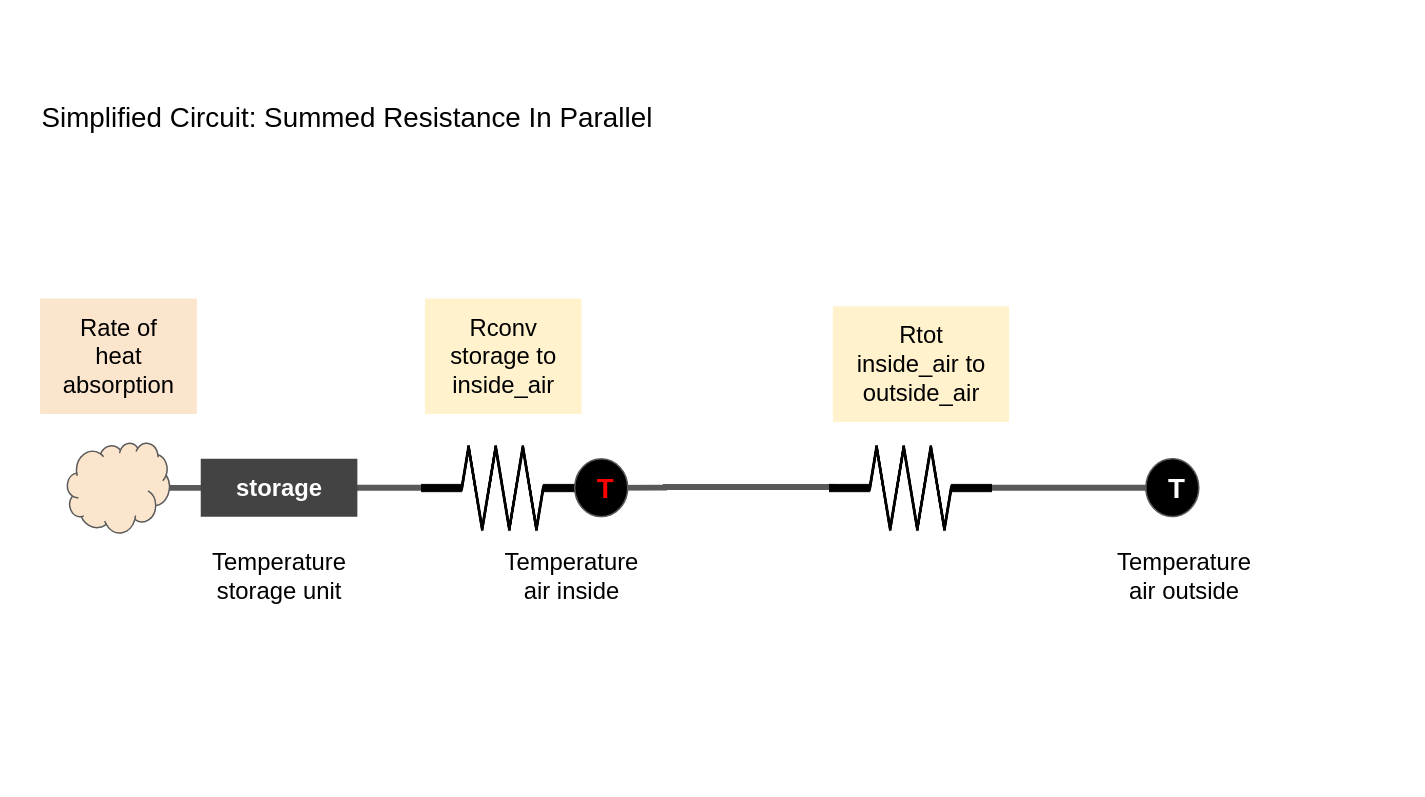 Simplified Circuit: Summed Resistance In Parallel
Rate of
heat
absorption
Rconv
storage to
inside_air
Rtot
inside_air to
outside_air
storage
T
T
Temperature
storage unit
Temperature
air inside
Temperature
air outside